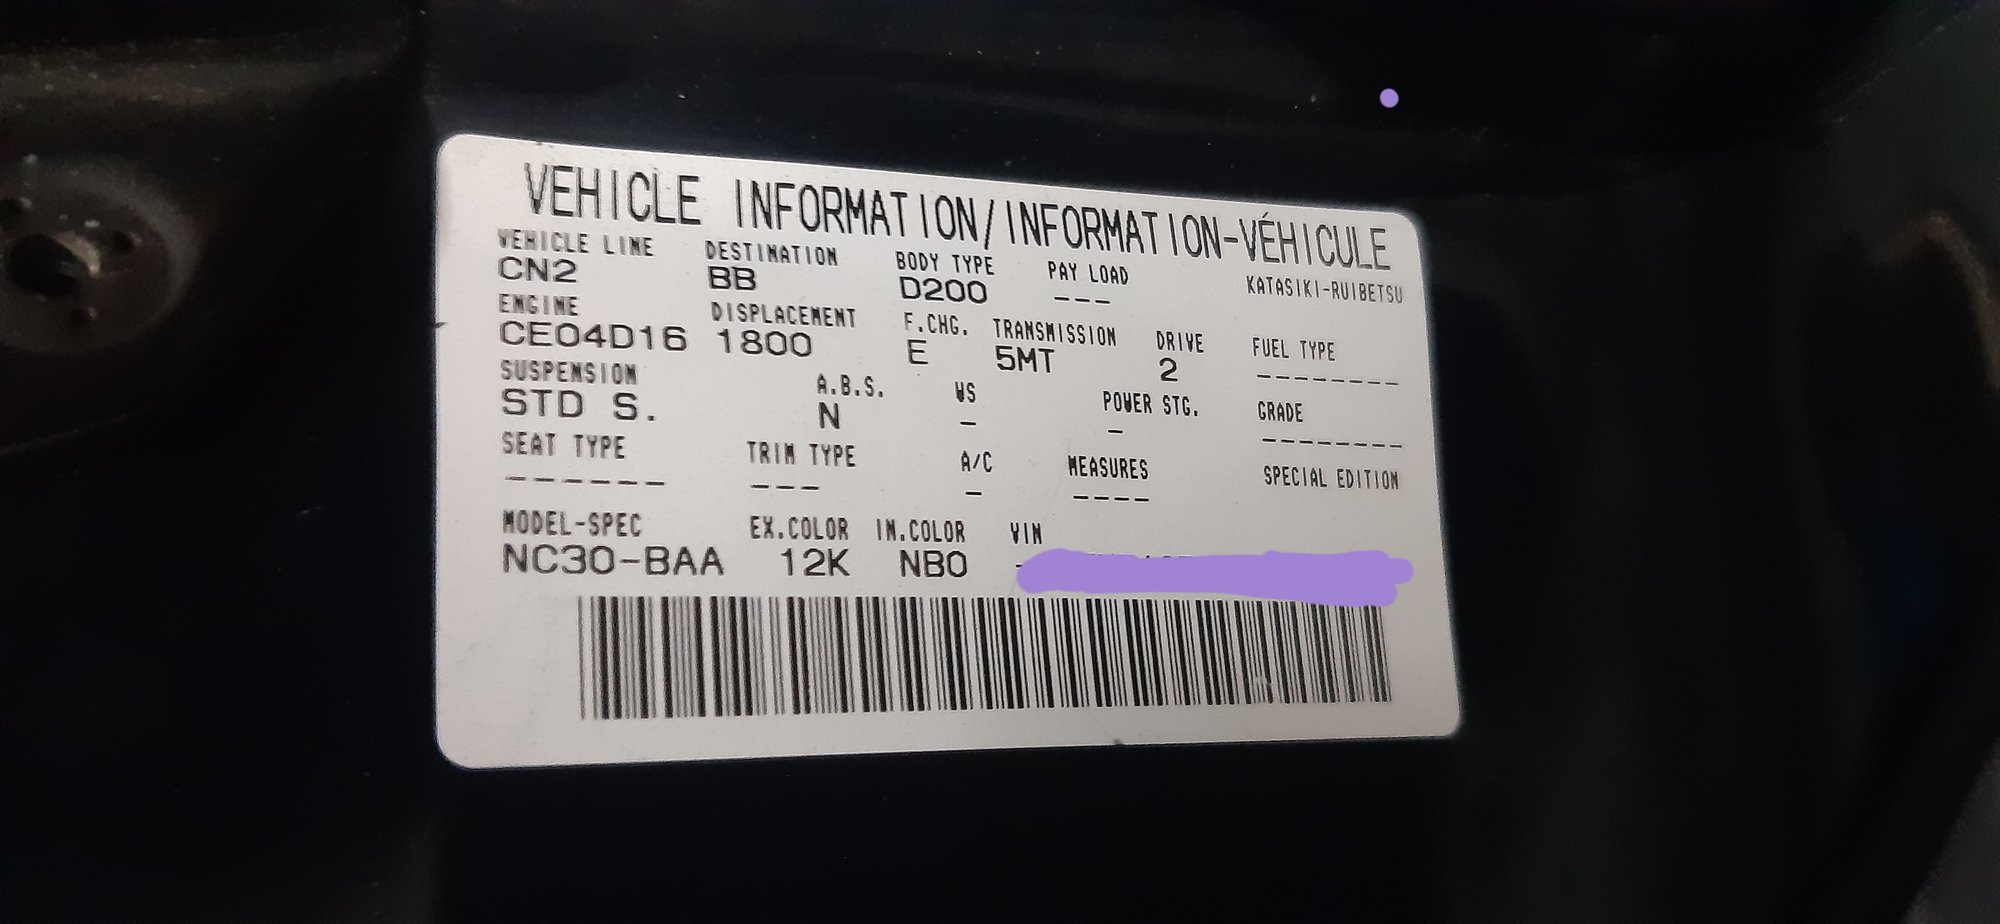 VEHICLE INFORMATION/INFORMATION-VÉHICULE
VEHICLE LINE DESTINATION BODY TYPE PAY LOAD KATASIKI-RUIBETSU
CN2 BB D200 ---
ENGINE DISPLACEMENT F.CHG. TRANSMISSION DRIVE FUEL TYPE
CE04D16 1800 E 5MT 2 --------
SUSPENSION A.B.S. WS POWER STG. GRADE
STD S. N - - --------
SEAT TYPE TRIM TYPE A/C MEASURES SPECIAL EDITION
------ --- - ----
MODEL-SPEC EX.COLOR IN.COLOR VIN
NC30-BAA 12K NB0